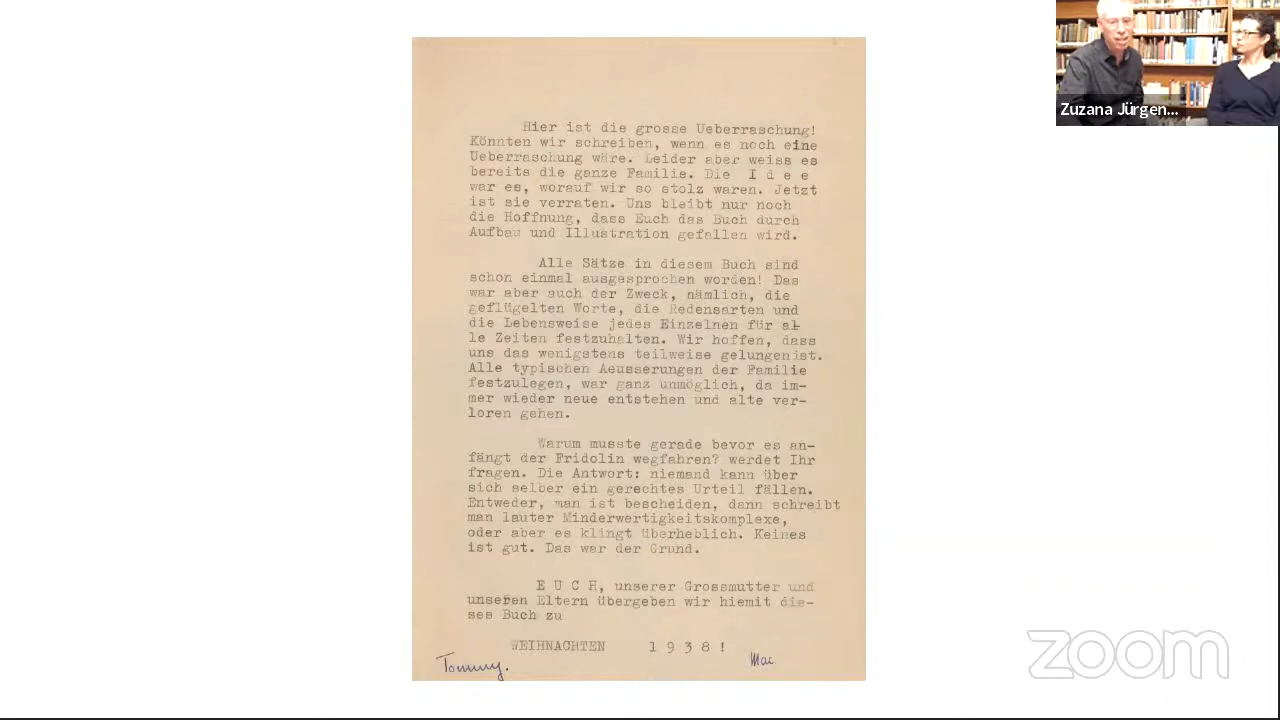 Hier ist die grosse Ueberraschung!
Könnten wir schreiben, wenn es noch eine
Ueberraschung wäre. Leider aber weiss es
bereits die ganze Familie. Die I d e e
war es, worauf wir so stolz waren. Jetzt
ist sie verraten. Uns bleibt nur noch
die Hoffnung, dass Euch das Buch durch
Aufbau und Illustration gefallen wird.
Alle Sätze in diesem Buch sind
schon einmal ausgesprochen worden! Das
war aber auch der Zweck, nämlich, die
geflügelten Worte, die Redensarten und
die Lebensweise jedes Einzelnen für al-
le Zeiten festzuhalten. Wir hoffen, dass
uns das wenigstens teilweise gelungen ist.
Alle typischen Aeusserungen der Familie
festzulegen, war ganz unmöglich, da im-
mer wieder neue entstehen und alte ver-
loren gehen.
Warum musste gerade bevor es an-
fängt der Fridolin wegfahren? werdet Ihr
fragen. Die Antwort: niemand kann über
sich selber ein gerechtes Urteil fällen.
Entweder, man ist bescheiden, dann schreibt
man lauter Minderwertigkeitskomplexe,
oder aber es klingt überheblich. Keines
ist gut. Das war der Grund.
E U C H, unserer Grossmutter und
unseren Eltern übergeben wir hiemit die-
ses Buch zu
WEIHNACHTEN 1 9 3 8 !
Tommy. Mac
Zuzana Jürgen...
zoom